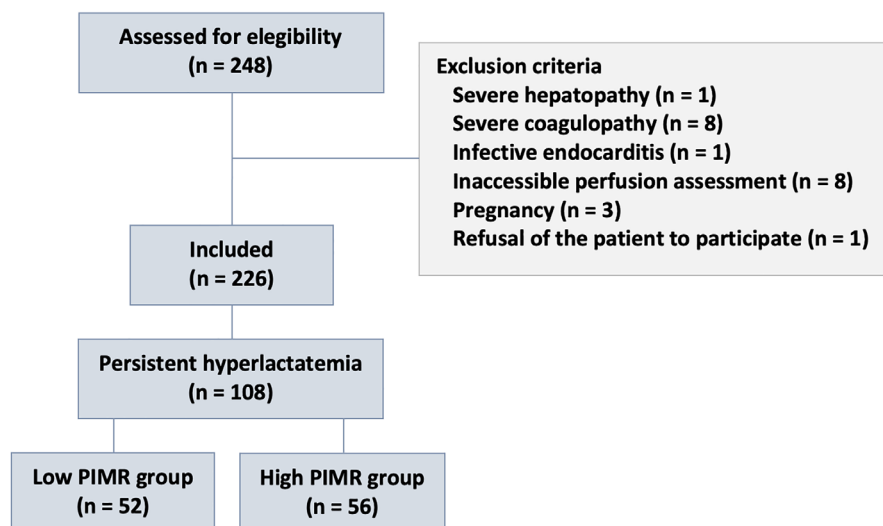 Assessed for elegibility
(n = 248)
Exclusion criteria
Severe hepatopathy (n = 1)
Severe coagulopathy (n = 8)
Infective endocarditis (n = 1)
Inaccessible perfusion assessment (n = 8)
Pregnancy (n = 3)
Refusal of the patient to participate (n = 1)
Included
(n = 226)
Persistent hyperlactatemia
(n = 108)
Low PIMR group
(n = 52)
High PIMR group
(n = 56)